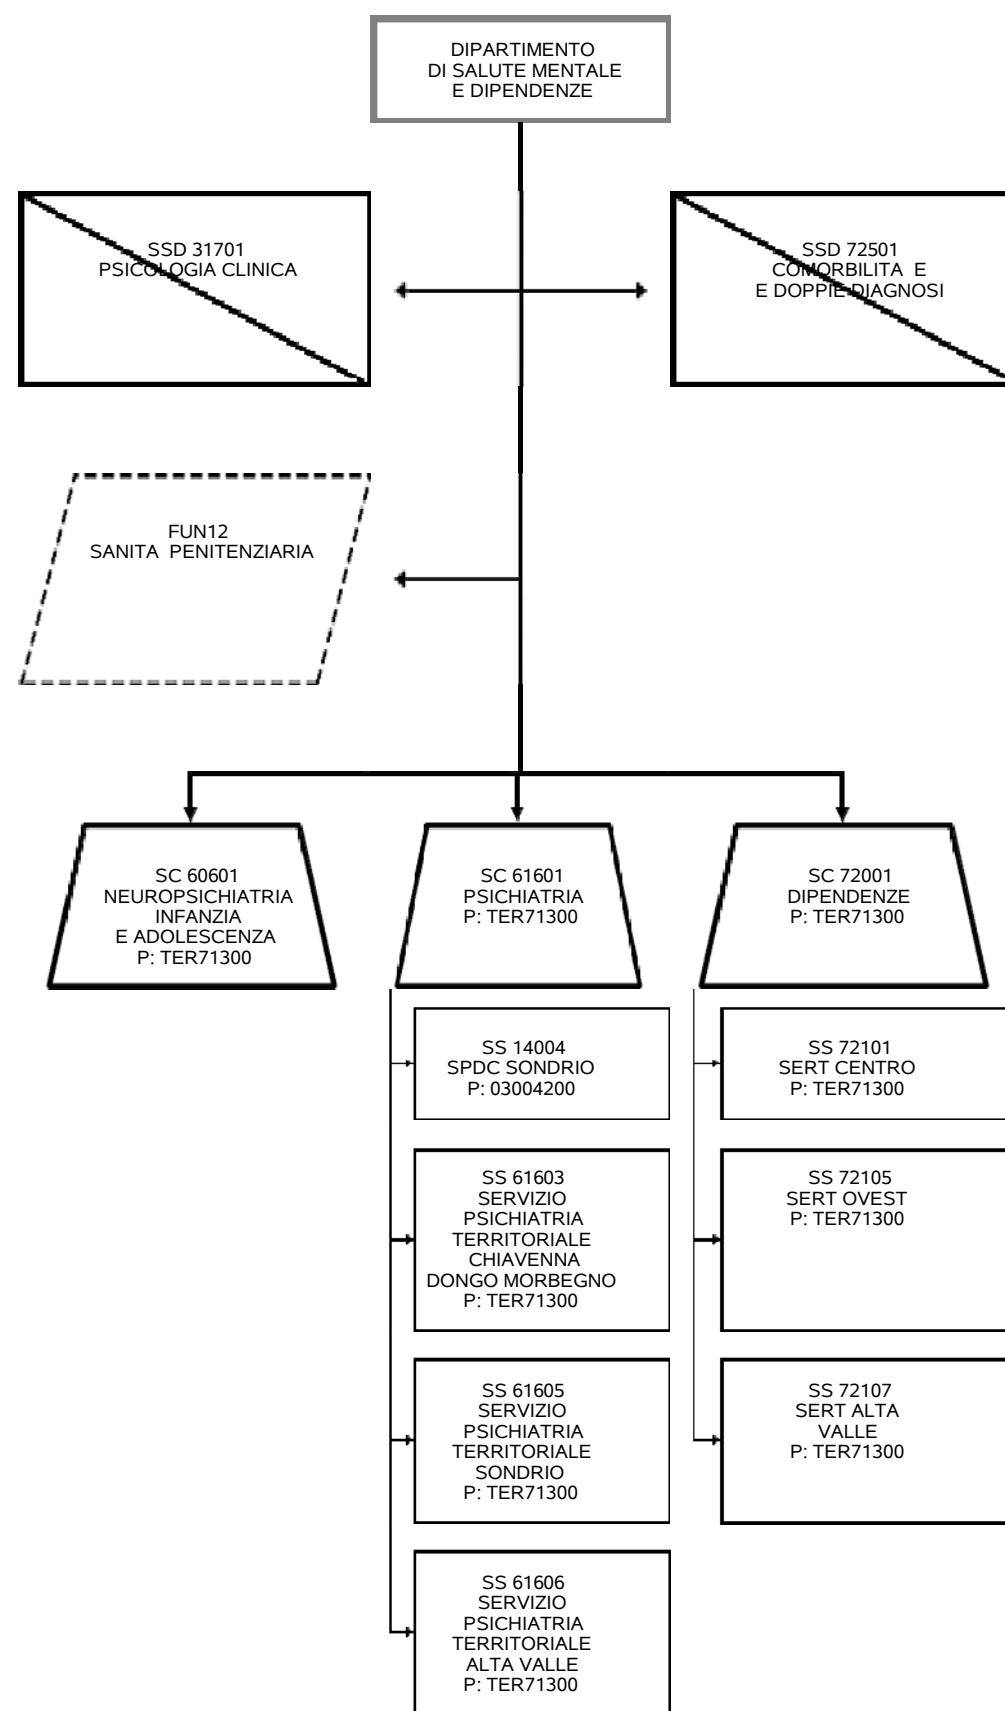 DIPARTIMENTO
DI SALUTE MENTALE
E DIPENDENZE
SSD 31701
PSICOLOGIA CLINICA
SSD 72501
COMORBILITA E
E DOPPIE DIAGNOSI
FUN12
SANITA PENITENZIARIA
SC 60601
NEUROPSICHIATRIA
INFANZIA
E ADOLESCENZA
P: TER71300
SC 61601
PSICHIATRIA
P: TER71300
SC 72001
DIPENDENZE
P: TER71300
SS 14004
SPDC SONDRIO
P: 03004200
SS 72101
SERT CENTRO
P: TER71300
SS 61603
SERVIZIO
PSICHIATRIA
TERRITORIALE
CHIAVENNA
DONGO MORBEGNO
P: TER71300
SS 72105
SERT OVEST
P: TER71300
SS 61605
SERVIZIO
PSICHIATRIA
TERRITORIALE
SONDRIO
P: TER71300
SS 72107
SERT ALTA
VALLE
P: TER71300
SS 61606
SERVIZIO
PSICHIATRIA
TERRITORIALE
ALTA VALLE
P: TER71300